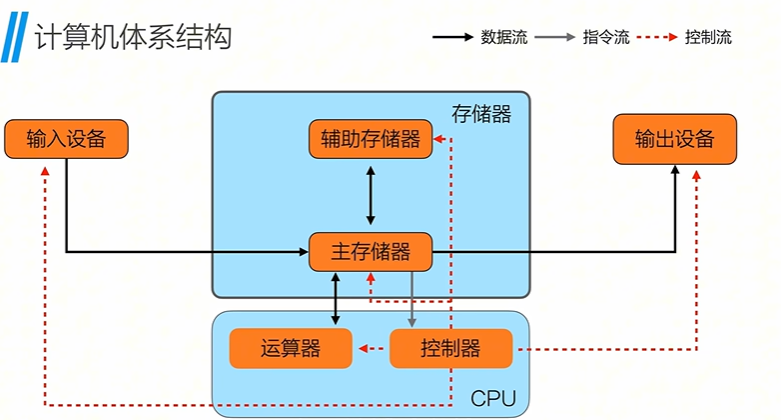 计算机体系结构
数据流
指令流
控制流
存储器
输入设备
辅助存储器
输出设备
主存储器
运算器
控制器
CPU